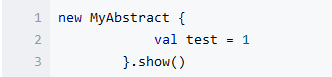 1 new MyAbstract {
2 val test = 1
3 }.show()